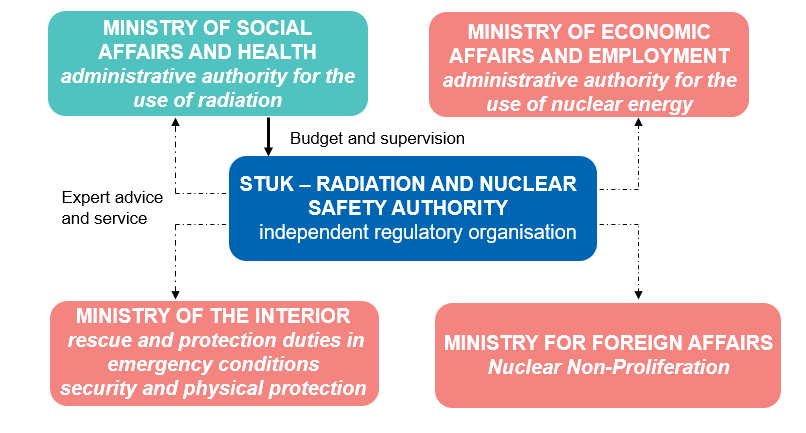 MINISTRY OF SOCIAL
AFFAIRS AND HEALTH
administrative authority for the
use of radiation
MINISTRY OF ECONOMIC
AFFAIRS AND EMPLOYMENT
administrative authority for the
use of nuclear energy
Budget and supervision
STUK – RADIATION AND NUCLEAR
SAFETY AUTHORITY
independent regulatory organisation
Expert advice
and service
MINISTRY OF THE INTERIOR
rescue and protection duties in
emergency conditions
security and physical protection
MINISTRY FOR FOREIGN AFFAIRS
Nuclear Non-Proliferation